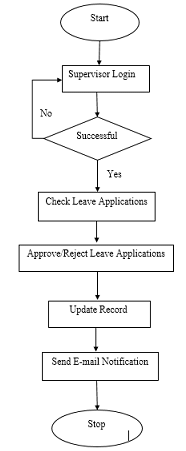 Start
Supervisor Login
No
Successful
Yes
Check Leave Applications
Approve/Reject Leave Applications
Update Record
Send E-mail Notification
Stop